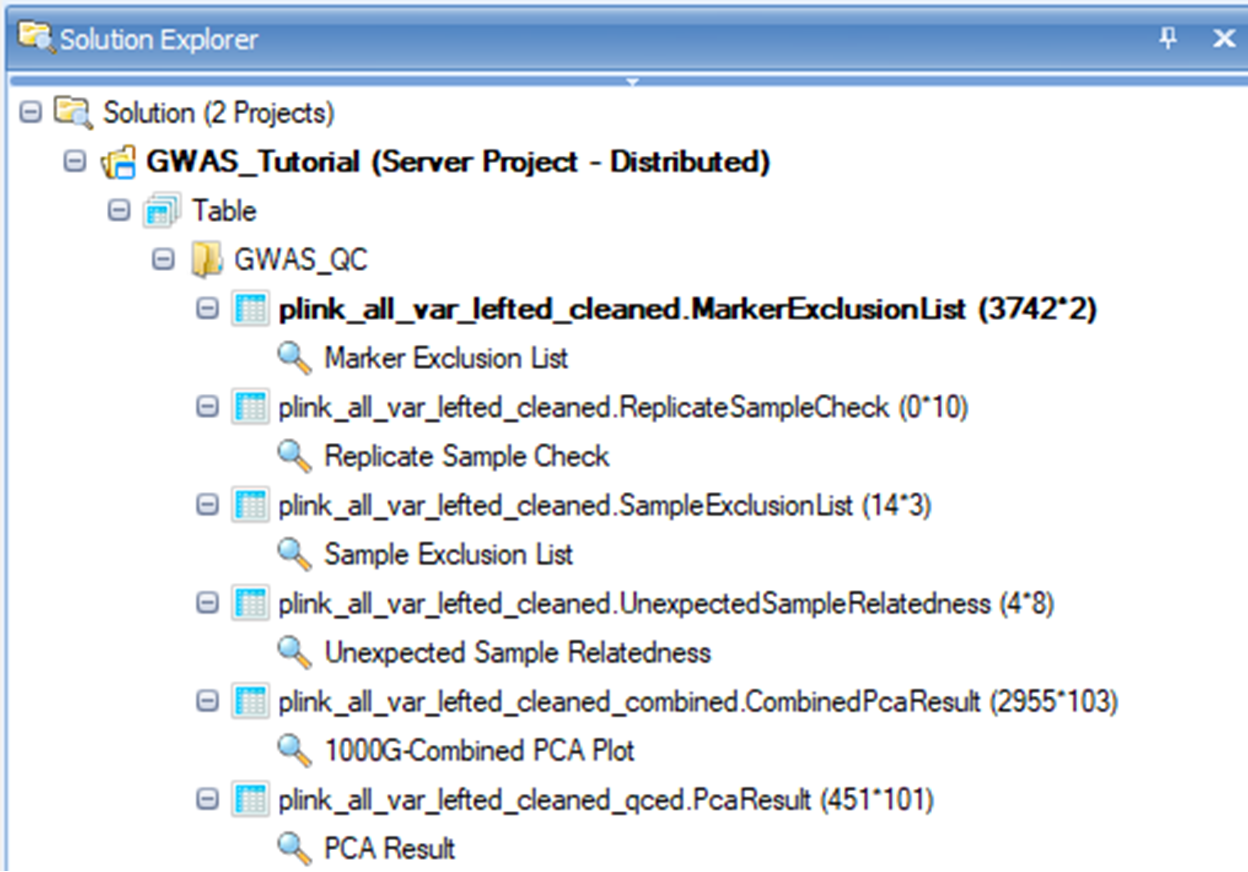 Solution Explorer
Solution (2 Projects)
GWAS_Tutorial (Server Project - Distributed)
Table
GWAS_QC
plink_all_var_lefted_cleaned.MarkerExclusionList (3742*2)
Marker Exclusion List
plink_all_var_lefted_cleaned.ReplicateSampleCheck (0*10)
Replicate Sample Check
plink_all_var_lefted_cleaned.SampleExclusionList (14*3)
Sample Exclusion List
plink_all_var_lefted_cleaned.UnexpectedSampleRelatedness (4*8)
Unexpected Sample Relatedness
plink_all_var_lefted_cleaned_combined.CombinedPcaResult (2955*103)
1000G-Combined PCA Plot
plink_all_var_lefted_cleaned_qced.PcaResult (451*101)
PCA Result